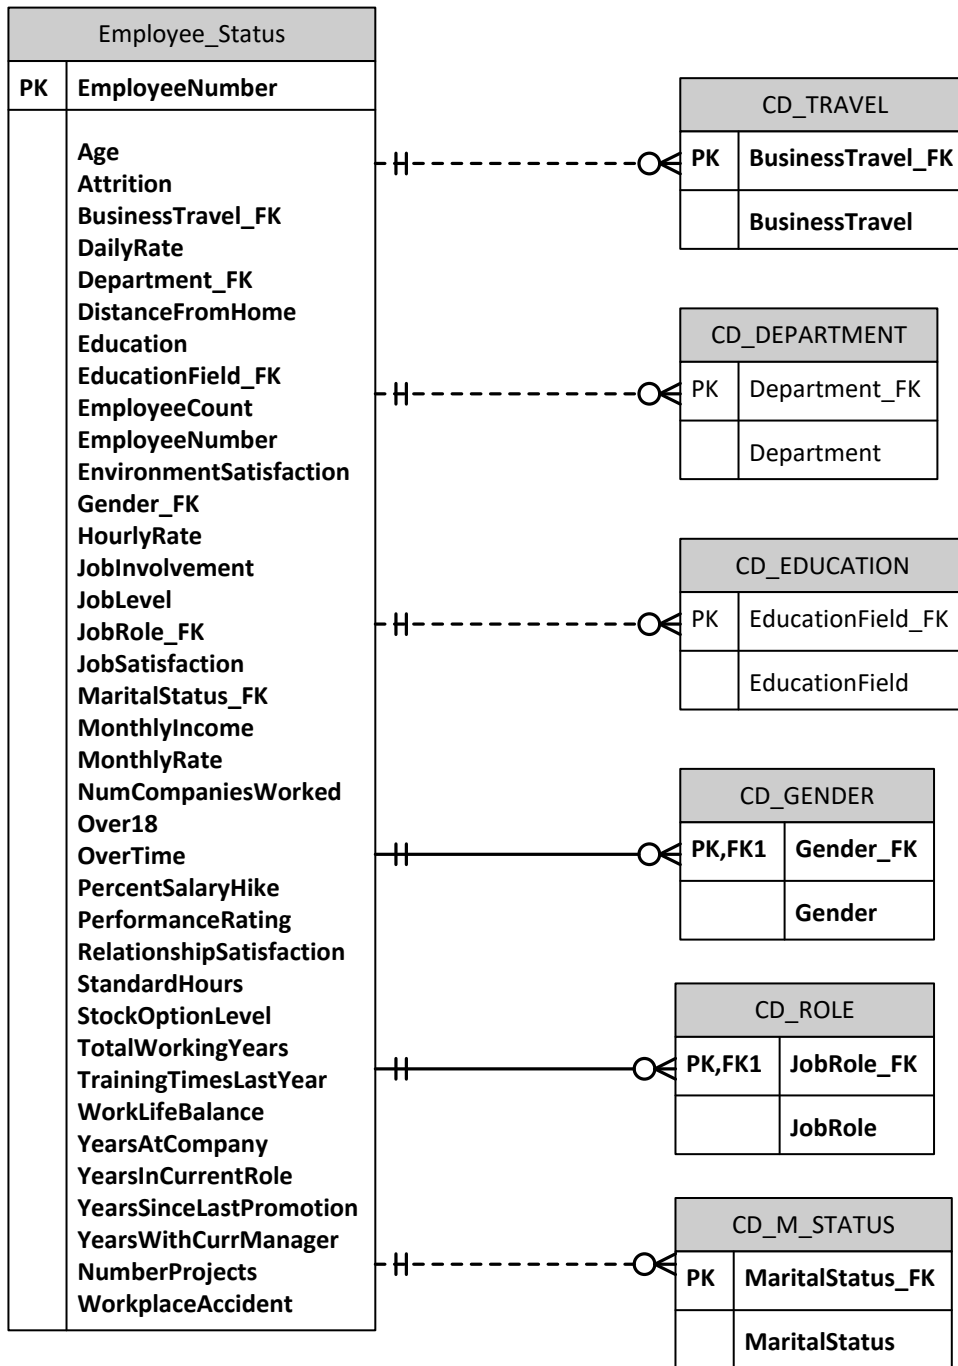 Employee_Status
PK EmployeeNumber
Age
Attrition
BusinessTravel_FK
DailyRate
Department_FK
DistanceFromHome
Education
EducationField_FK
EmployeeCount
EmployeeNumber
EnvironmentSatisfaction
Gender_FK
HourlyRate
JobInvolvement
JobLevel
JobRole_FK
JobSatisfaction
MaritalStatus_FK
MonthlyIncome
MonthlyRate
NumCompaniesWorked
Over18
OverTime
PercentSalaryHike
PerformanceRating
RelationshipSatisfaction
StandardHours
StockOptionLevel
TotalWorkingYears
TrainingTimesLastYear
WorkLifeBalance
YearsAtCompany
YearsInCurrentRole
YearsSinceLastPromotion
YearsWithCurrManager
NumberProjects
WorkplaceAccident
CD_TRAVEL
PK BusinessTravel_FK
BusinessTravel
CD_DEPARTMENT
PK Department_FK
Department
CD_EDUCATION
PK EducationField_FK
EducationField
CD_GENDER
PK,FK1 Gender_FK
Gender
CD_ROLE
PK,FK1 JobRole_FK
JobRole
CD_M_STATUS
PK MaritalStatus_FK
MaritalStatus